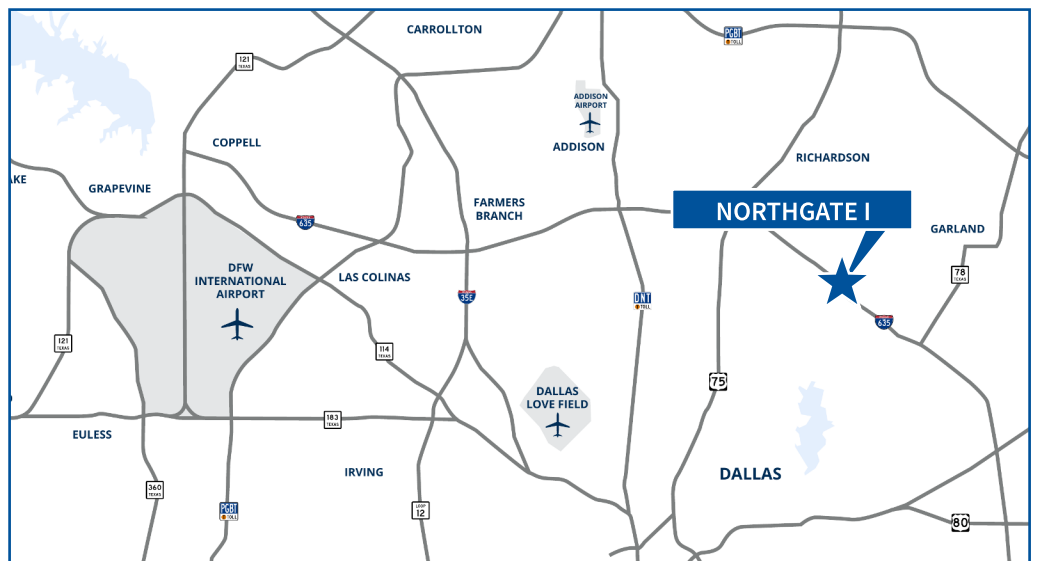 CARROLLTON
PGBT
TOLL
121
TEXAS
ADDISON
AIRPORT
ADDISON
COPPELL
RICHARDSON
AKE
GRAPEVINE
FARMERS
BRANCH
NORTHGATE I
635
GARLAND
DFW
INTERNATIONAL
AIRPORT
LAS COLINAS
78
TEXAS
35E
DNT
TOLL
635
121
TEXAS
114
TEXAS
75
DALLAS
LOVE FIELD
183
TEXAS
EULESS
IRVING
DALLAS
360
TEXAS
PGBT
TOLL
LOOP
12
80